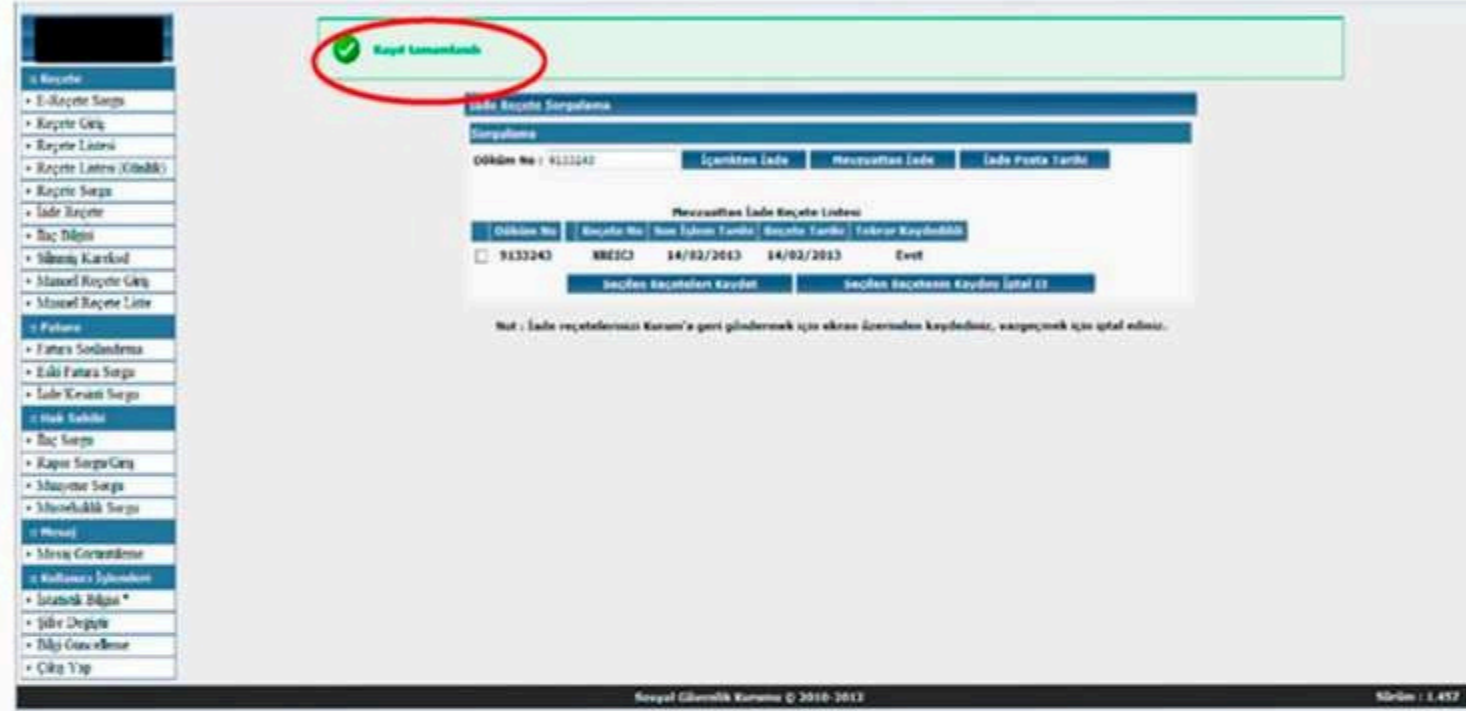 Kayıt tamamlandı
:: Reçete
• E-Reçete Sorgu
• Reçete Giriş
• Reçete Listesi
• Reçete Listesi (Günlük)
• Reçete Sorgu
• İade Reçete
• İlaç Bilgisi
• Silinmiş Karekod
• Manuel Reçete Giriş
• Manuel Reçete Liste
:: Fatura
• Fatura Sonlandırma
• Eski Fatura Sorgu
• İade/Kesinti Sorgu
:: Hak Sahibi
• İlaç Sorgu
• Rapor Sorgu/Giriş
• Muayene Sorgu
• Müstehaklık Sorgu
:: Mesaj
• Mesaj Görüntüleme
:: Kullanıcı İşlemleri
• İstatistik Bilgisi *
• Şifre Değiştir
• Bilgi Güncelleme
• Çıkış Yap
İade Reçete Sorgulama
Sorgulama
Döküm No : 9133243 İçerikten İade Mevzuattan İade İade Posta Tarihi
Mevzuattan İade Reçete Listesi
Döküm No Reçete No Son İşlem Tarihi Reçete Tarihi Tekrar Kaydedildi
9133243 14/02/2013 14/02/2013 Evet
Seçilen Reçeteleri Kaydet Seçilen Reçetenin Kaydını İptal Et
Not : İade reçetelerinizi Kurum'a geri göndermek için ekran üzerinden kaydediniz, vazgeçmek için iptal ediniz.
Sosyal Güvenlik Kurumu © 2010-2013 Sürüm : 1.457